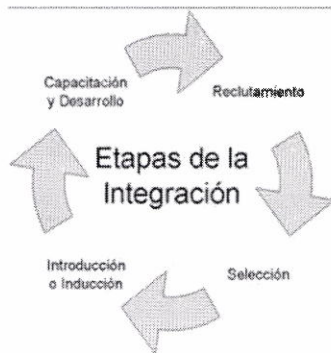 Capacitación
y Desarrollo
Reclutamiento
Etapas de la
Integración
Introducción
o Inducción
Selección